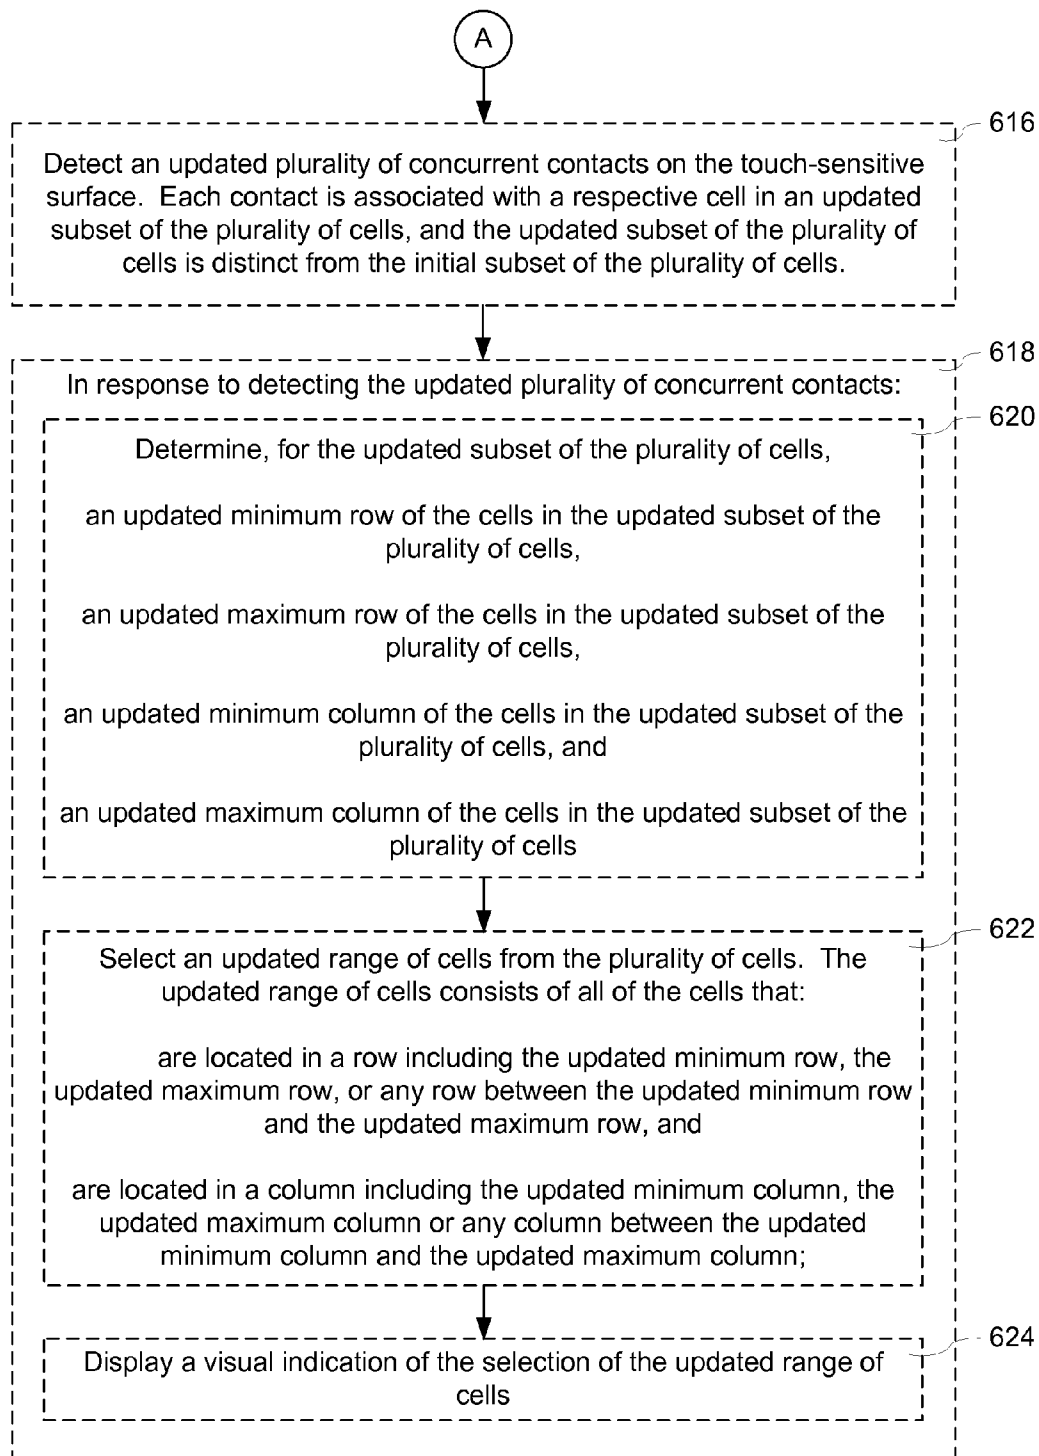 A
616
Detect an updated plurality of concurrent contacts on the touch-sensitive
surface.  Each contact is associated with a respective cell in an updated
subset of the plurality of cells, and the updated subset of the plurality of
cells is distinct from the initial subset of the plurality of cells.
618
In response to detecting the updated plurality of concurrent contacts:
620
Determine, for the updated subset of the plurality of cells,
an updated minimum row of the cells in the updated subset of the
plurality of cells,
an updated maximum row of the cells in the updated subset of the
plurality of cells,
an updated minimum column of the cells in the updated subset of the
plurality of cells, and
an updated maximum column of the cells in the updated subset of the
plurality of cells
622
Select an updated range of cells from the plurality of cells.  The
updated range of cells consists of all of the cells that:
are located in a row including the updated minimum row, the
updated maximum row, or any row between the updated minimum row
and the updated maximum row, and
are located in a column including the updated minimum column, the
updated maximum column or any column between the updated
minimum column and the updated maximum column;
624
Display a visual indication of the selection of the updated range of
cells